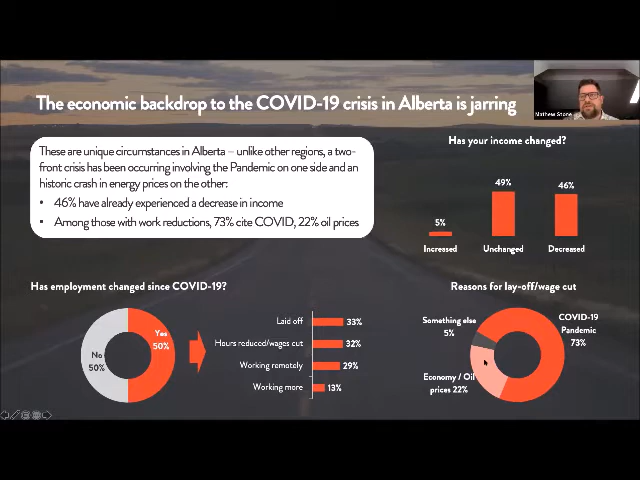 The economic backdrop to the COVID-19 crisis in Alberta is jarring
Mathew Stone
These are unique circumstances in Alberta – unlike other regions, a two-
front crisis has been occurring involving the Pandemic on one side and an
historic crash in energy prices on the other:
• 46% have already experienced a decrease in income
• Among those with work reductions, 73% cite COVID, 22% oil prices
Has your income changed?
5%
49%
46%
Increased
Unchanged
Decreased
Has employment changed since COVID-19?
No
50%
Yes
50%
Laid off 33%
Hours reduced/wages cut 32%
Working remotely 29%
Working more 13%
Reasons for lay-off/wage cut
Something else
5%
COVID-19
Pandemic
73%
Economy / Oil
prices 22%